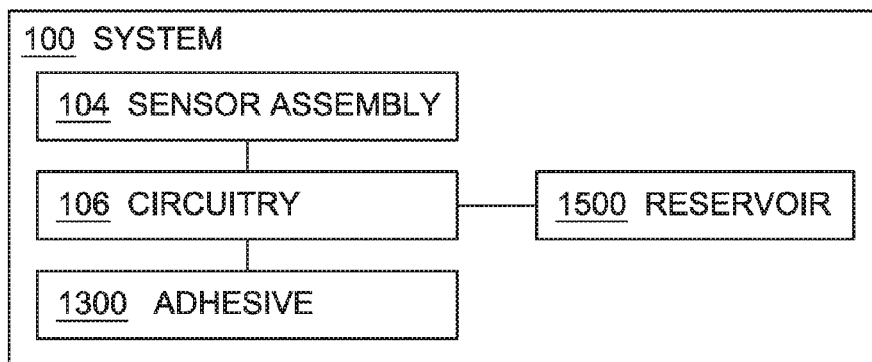 100 SYSTEM
104 SENSOR ASSEMBLY
106 CIRCUITRY
1500 RESERVOIR
1300 ADHESIVE